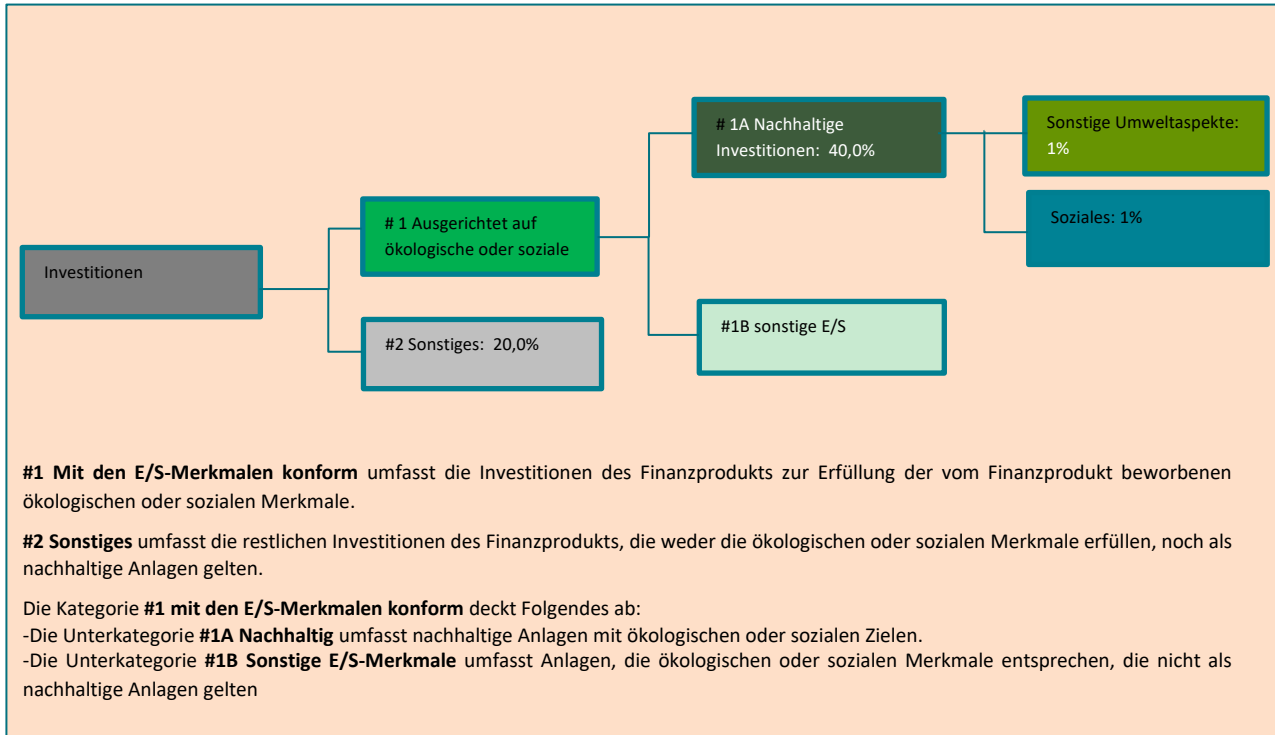 # 1A Nachhaltige
Investitionen: 40,0%
Sonstige Umweltaspekte:
1%
# 1 Ausgerichtet auf
ökologische oder soziale
Soziales: 1%
Investitionen
#2 Sonstiges: 20,0%
#1B sonstige E/S
#1 Mit den E/S-Merkmalen konform umfasst die Investitionen des Finanzprodukts zur Erfüllung der vom Finanzprodukt beworbenen
ökologischen oder sozialen Merkmale.
#2 Sonstiges umfasst die restlichen Investitionen des Finanzprodukts, die weder die ökologischen oder sozialen Merkmale erfüllen, noch als
nachhaltige Anlagen gelten.
Die Kategorie #1 mit den E/S-Merkmalen konform deckt Folgendes ab:
-Die Unterkategorie #1A Nachhaltig umfasst nachhaltige Anlagen mit ökologischen oder sozialen Zielen.
-Die Unterkategorie #1B Sonstige E/S-Merkmale umfasst Anlagen, die ökologischen oder sozialen Merkmale entsprechen, die nicht als
nachhaltige Anlagen gelten